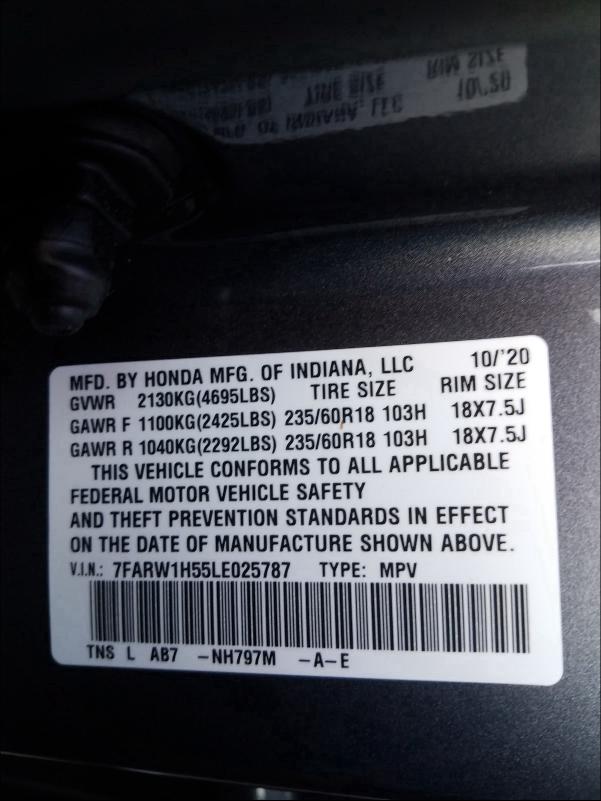 MFD. BY HONDA MFG. OF INDIANA, LLC 10/'20
GVWR 2130KG(4695LBS) TIRE SIZE RIM SIZE
GAWR F 1100KG(2425LBS) 235/60R18 103H 18X7.5J
GAWR R 1040KG(2292LBS) 235/60R18 103H 18X7.5J
THIS VEHICLE CONFORMS TO ALL APPLICABLE
FEDERAL MOTOR VEHICLE SAFETY
AND THEFT PREVENTION STANDARDS IN EFFECT
ON THE DATE OF MANUFACTURE SHOWN ABOVE.
V.I.N.: 7FARW1H55LE025787 TYPE: MPV
TNS L AB7 -NH797M -A-E